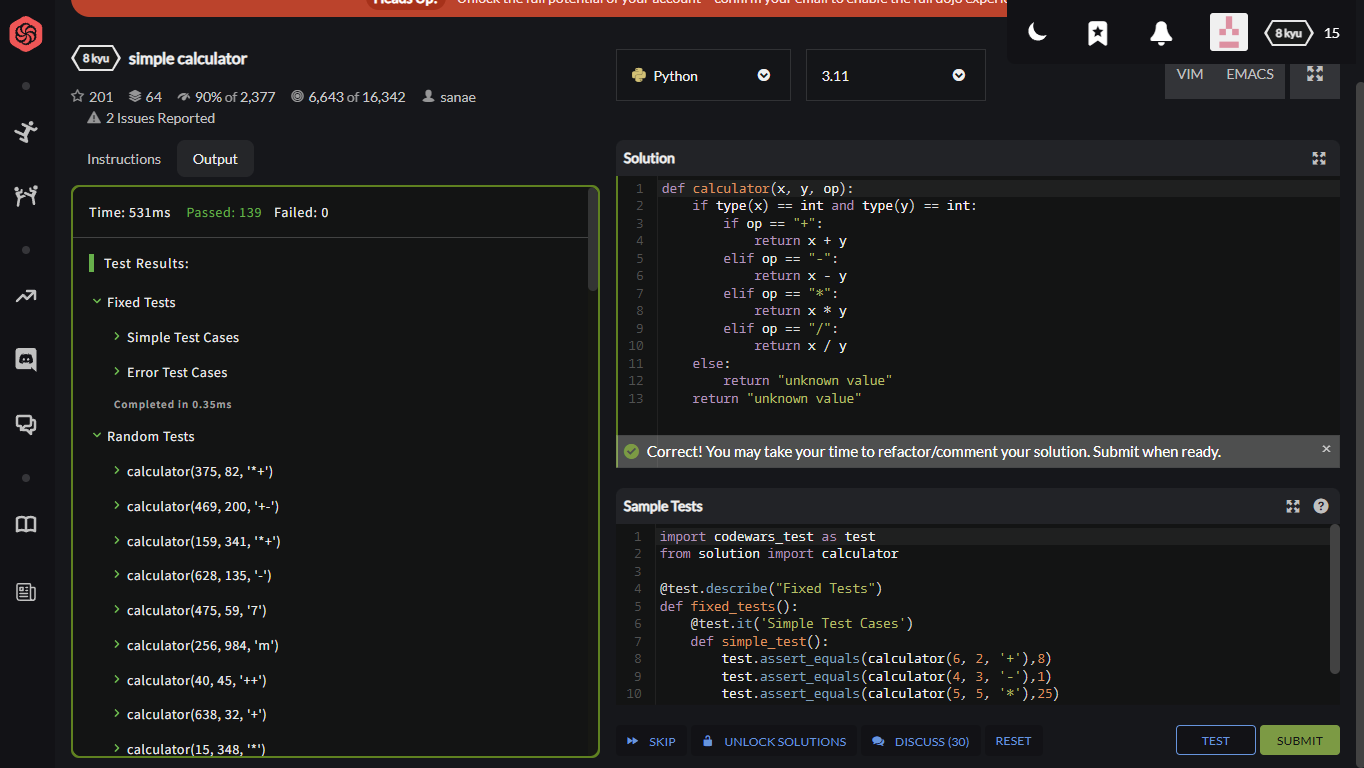 Heads Up! Unlock the full potential of your account - confirm your email to enable the full dojo
8 kyu 15
8 kyu simple calculator
201 64 90% of 2,377 6,643 of 16,342 sanae
2 Issues Reported
Python 3.11 VIM EMACS
Instructions Output
Time: 531ms Passed: 139 Failed: 0
Test Results:
Fixed Tests
Simple Test Cases
Error Test Cases
Completed in 0.35ms
Random Tests
calculator(375, 82, '*+')
calculator(469, 200, '+-')
calculator(159, 341, '*+')
calculator(628, 135, '-')
calculator(475, 59, '7')
calculator(256, 984, 'm')
calculator(40, 45, '++')
calculator(638, 32, '+')
calculator(15, 348, '*')
Solution
1 def calculator(x, y, op):
2     if type(x) == int and type(y) == int:
3         if op == "+":
4             return x + y
5         elif op == "-":
6             return x - y
7         elif op == "*":
8             return x * y
9         elif op == "/":
10             return x / y
11     else:
12         return "unknown value"
13     return "unknown value"
Correct! You may take your time to refactor/comment your solution. Submit when ready. ×
Sample Tests ?
1 import codewars_test as test
2 from solution import calculator
3
4 @test.describe("Fixed Tests")
5 def fixed_tests():
6     @test.it('Simple Test Cases')
7     def simple_test():
8         test.assert_equals(calculator(6, 2, '+'),8)
9         test.assert_equals(calculator(4, 3, '-'),1)
10         test.assert_equals(calculator(5, 5, '*'),25)
SKIP UNLOCK SOLUTIONS DISCUSS (30) RESET TEST SUBMIT